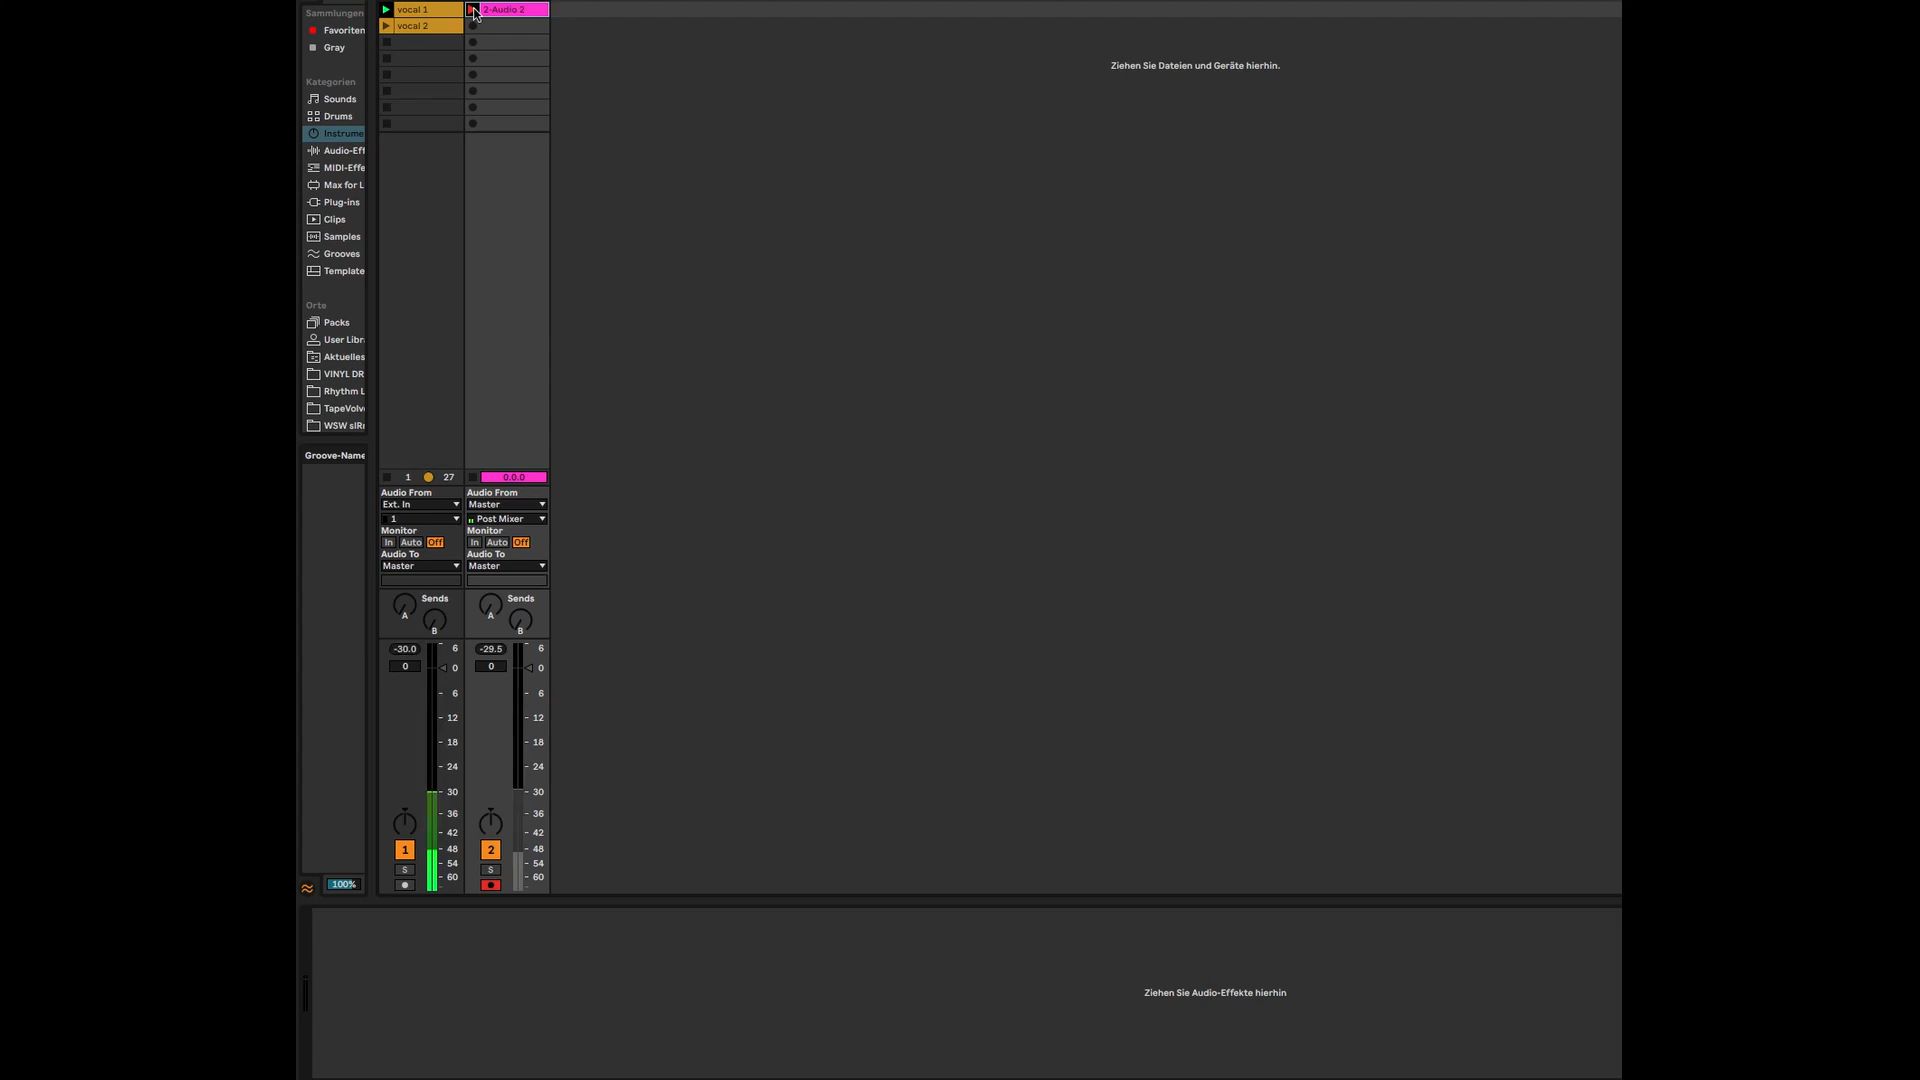 Sammlungen
Favoriten
Gray
Kategorien
Sounds
Drums
Instrume
Audio-Eff
MIDI-Effe
Max for L
Plug-ins
Clips
Samples
Grooves
Template
Orte
Packs
User Libr
Aktuelles
VINYL DR
Rhythm L
TapeVolv
WSW sIRr
Groove-Name
100%
vocal 1
2-Audio 2
vocal 2
Ziehen Sie Dateien und Geräte hierhin.
1 27
0.0.0
Audio From
Audio From
Ext. In
Master
1
Post Mixer
Monitor
Monitor
In Auto Off
In Auto Off
Audio To
Audio To
Master
Master
Sends
Sends
A
A
B
B
-30.0
6
-29.5
6
0
0
0
0
6
6
12
12
18
18
24
24
30
30
36
36
42
42
1
48
2
48
S
54
S
54
60
60
Ziehen Sie Audio-Effekte hierhin